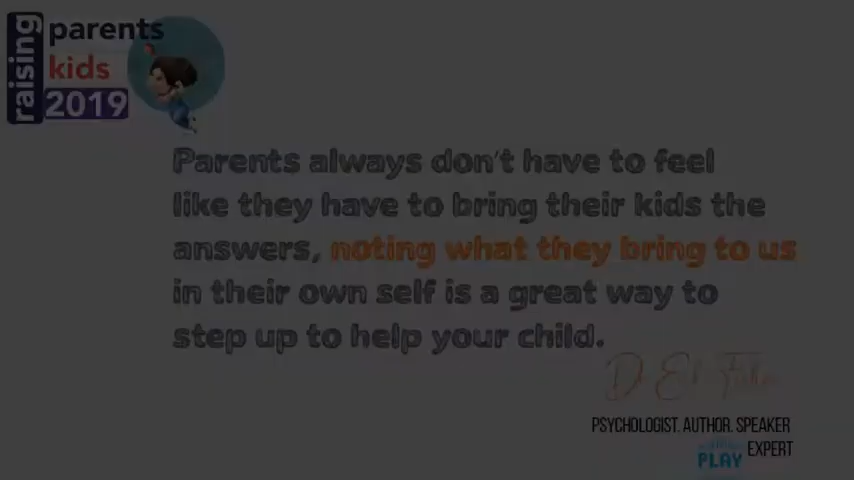 raising
parents
kids
2019
Parents always don't have to feel
like they have to bring their kids the
answers, noting what they bring to us
in their own self is a great way to
step up to help your child.
PSYCHOLOGIST. AUTHOR. SPEAKER
PLAY EXPERT